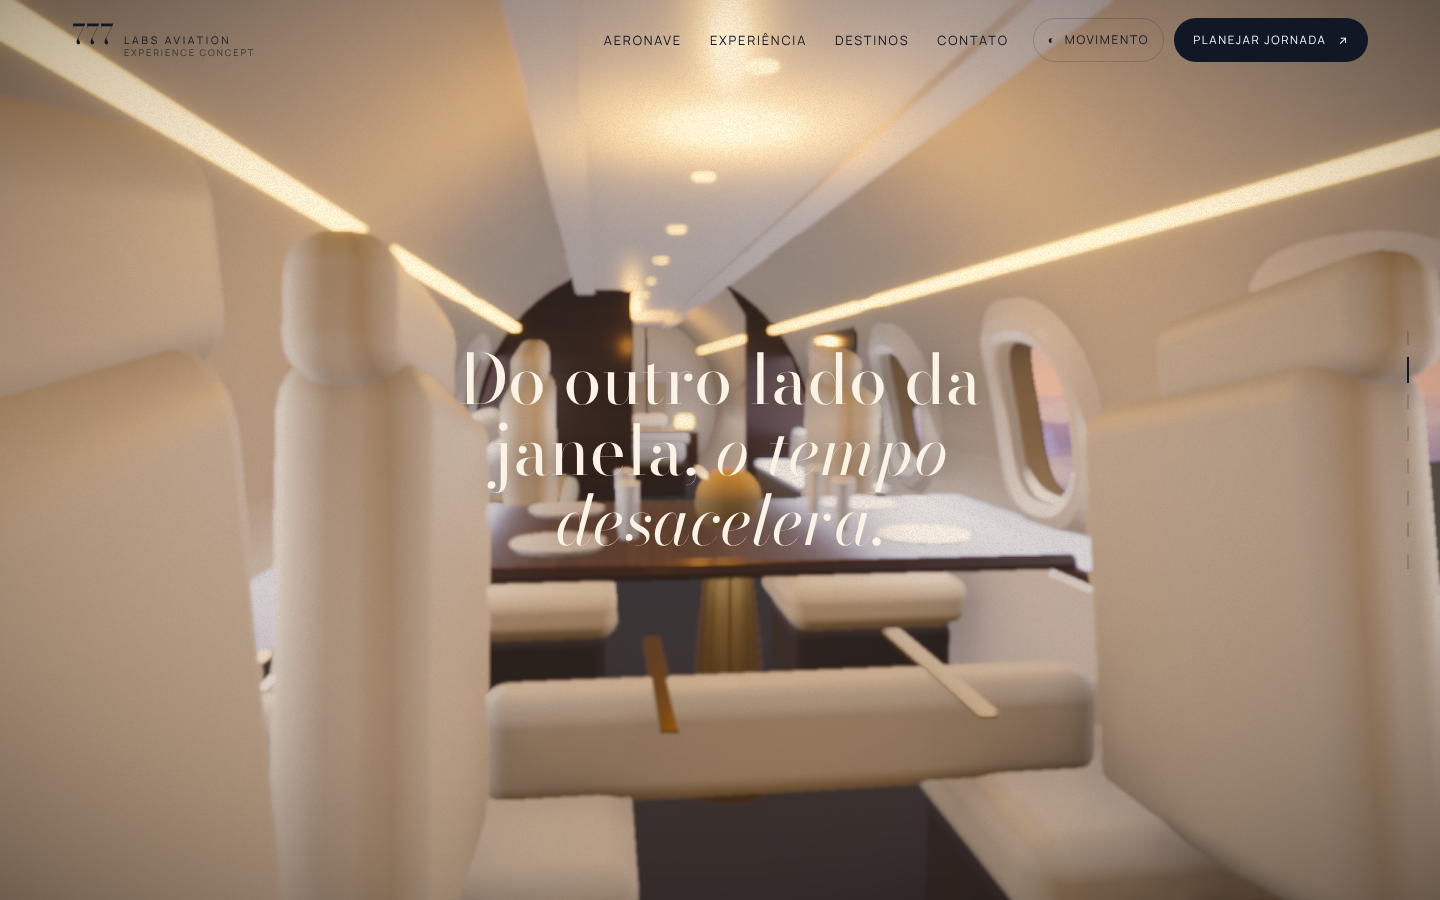 777 LABS AVIATION
EXPERIENCE CONCEPT
AERONAVE EXPERIÊNCIA DESTINOS CONTATO MOVIMENTO PLANEJAR JORNADA
Do outro lado da
janela, o tempo
desacelera.